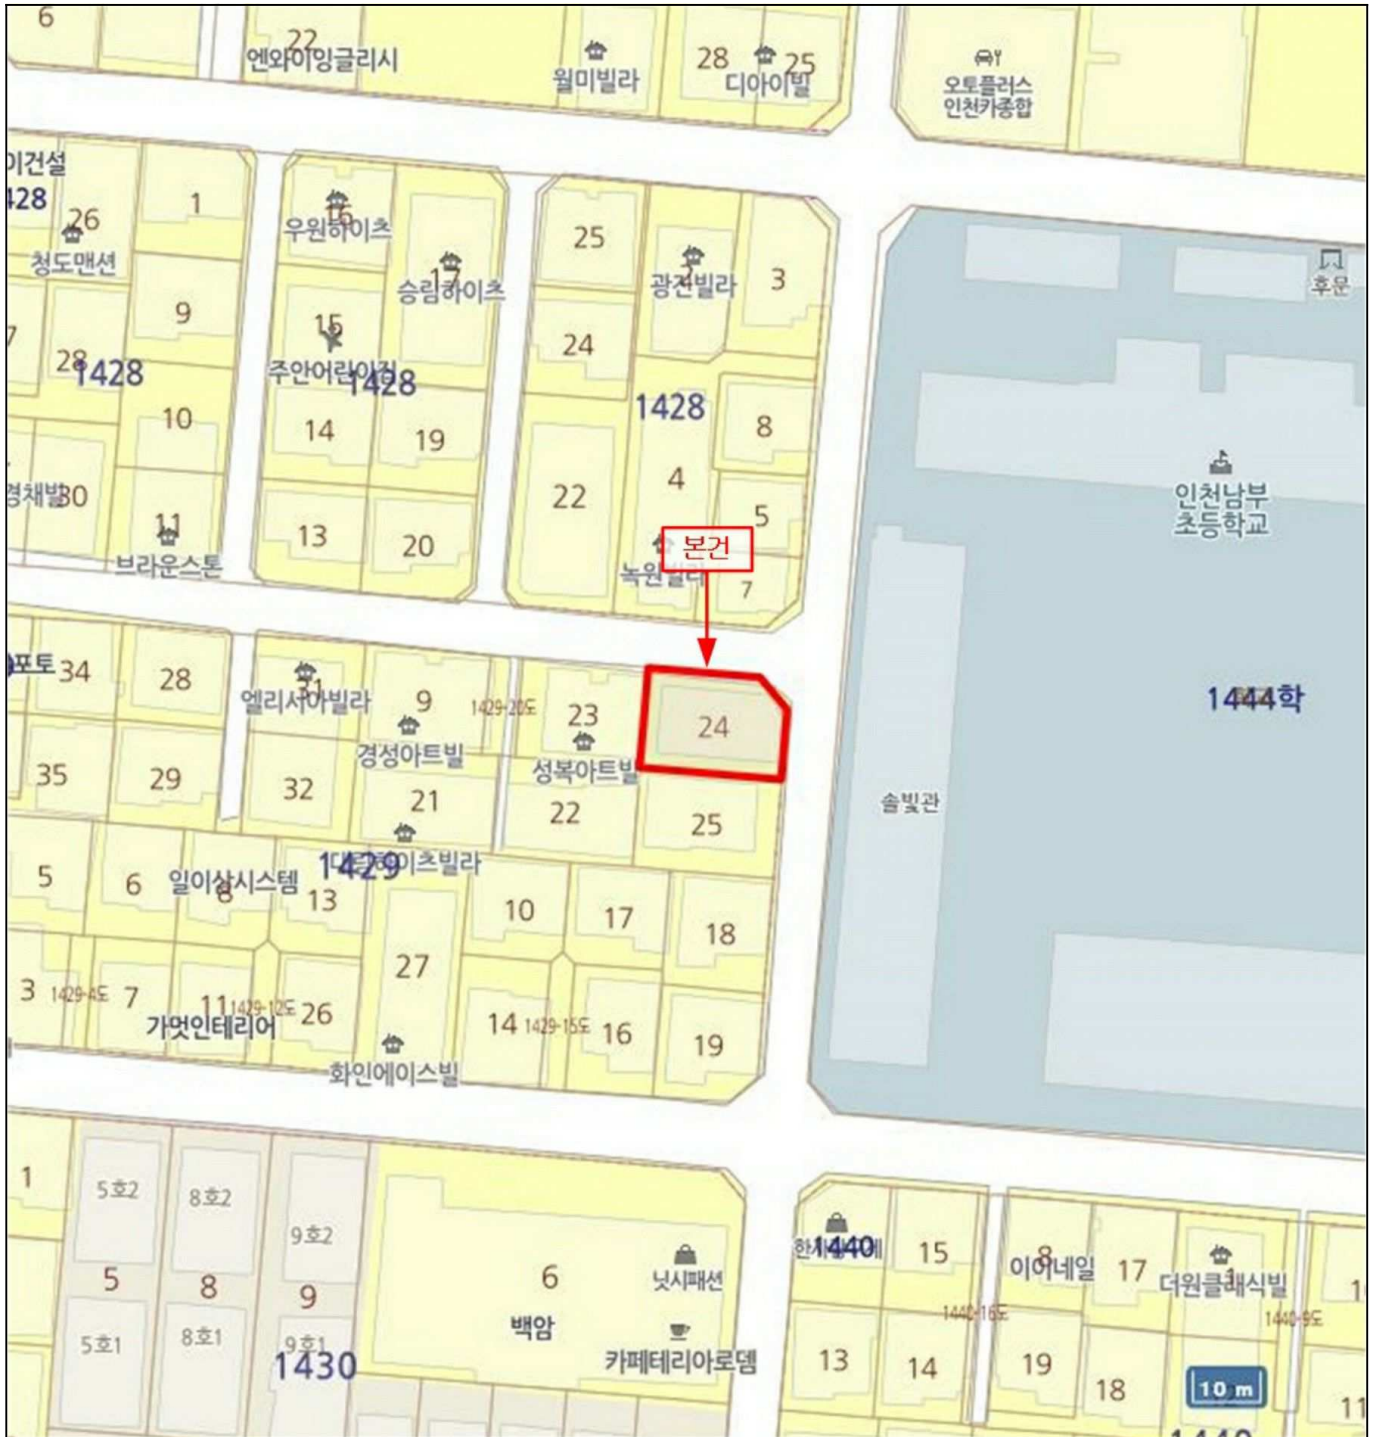 6
22
엔와이잉글리시
월미빌라
28
25
디아이빌
오토플러스
인천카종합
이건설
1428
26
청도맨션
1
16
우원하이츠
17
승림하이츠
25
광진빌라
3
후문
9
15
주안어린이집
24
7
28
1428
1428
1428
10
14
19
8
4
22
경채빌
30
11
브라운스톤
13
20
5
본건
녹원빌라
7
인천남부
초등학교
포토
34
28
31
엘리시아빌라
9
1429-20도
23
24
1444학
경성아트빌
성복아트빌
35
29
32
21
22
25
솔빛관
1429
5
6
일이삼시스템
8
13
10
17
18
27
3
1429-4도
7
11
1429-12도
26
14
1429-15도
16
19
가멋인테리어
화인에이스빌
1
5호2
8호2
9호2
5
8
9
5호1
8호1
9호1
1430
6
백암
닛시패션
카페테리아로뎀
1440
15
8
이어네일
17
더원클래식빌
1440-16도
1440-9도
13
14
19
18
10 m
11
1440